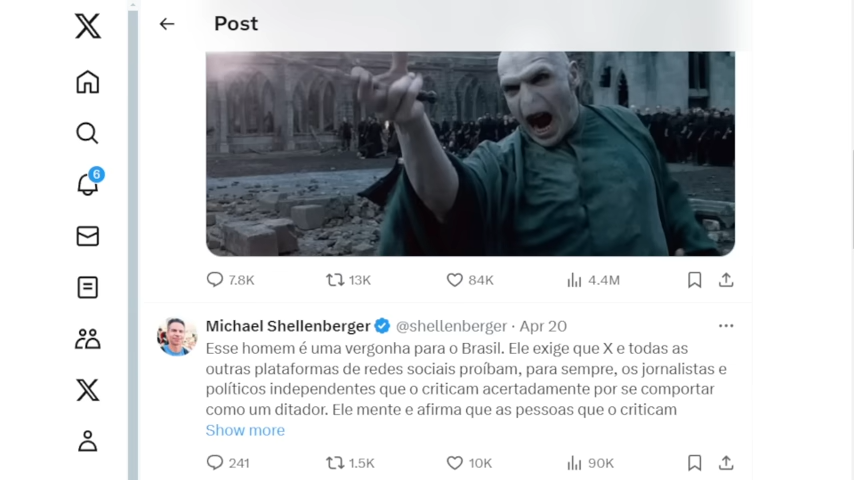 Post
6
7.8K 13K 84K 4.4M
Michael Shellenberger @shellenberger · Apr 20
Esse homem é uma vergonha para o Brasil. Ele exige que X e todas as
outras plataformas de redes sociais proíbam, para sempre, os jornalistas e
políticos independentes que o criticam acertadamente por se comportar
como um ditador. Ele mente e afirma que as pessoas que o criticam
Show more
241 1.5K 10K 90K